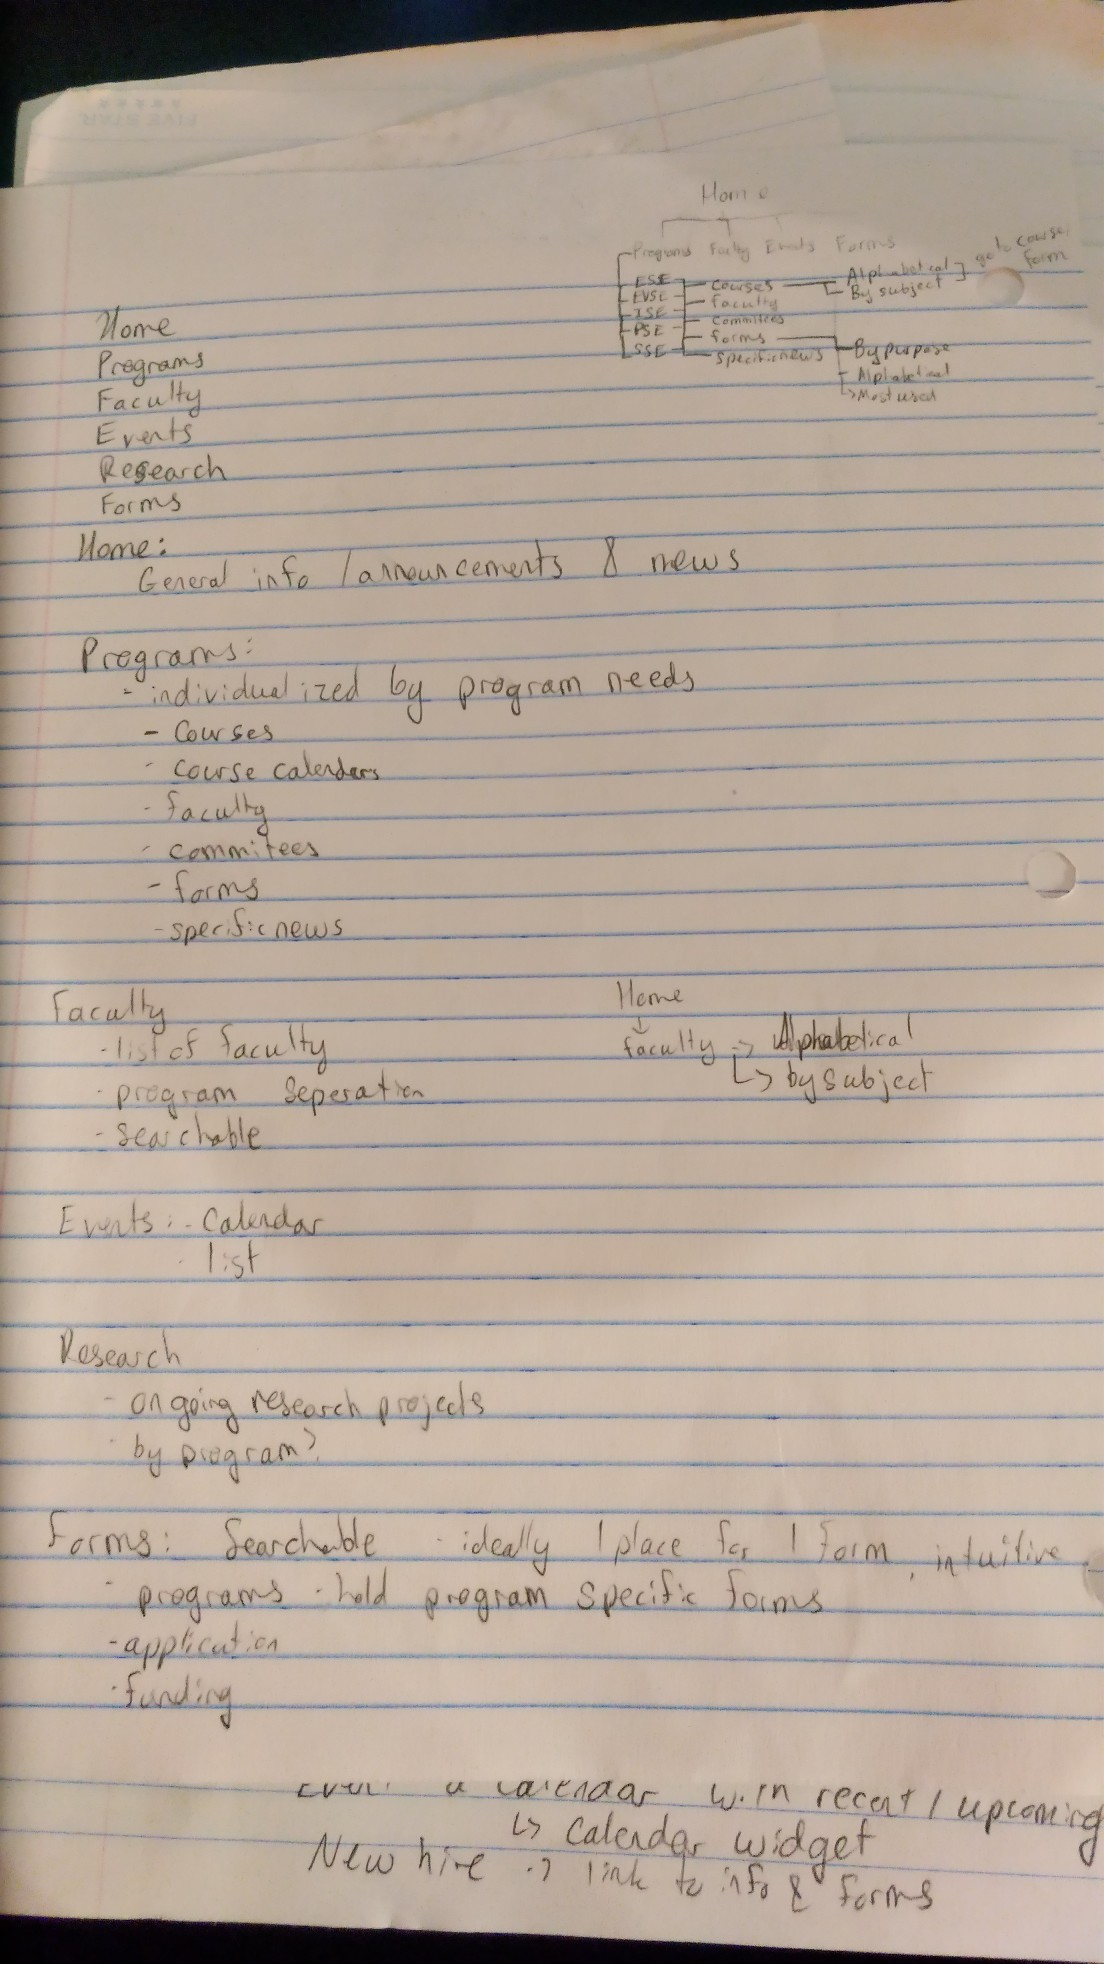 Home
Programs Faculty Events Forms
ESE
EVSE
ISE
PSE
SSE
courses
faculty
commitees
forms
specific news
Alphabetical
By subject
go to course
form
By purpose
Alphabetical
Most used
Home
Programs
Faculty
Events
Research
Forms
Home:
General info / announcements & news
Programs:
- individualized by program needs
- Courses
- course calenders
- faculty
- commitees
- forms
- specific news
Faculty
- list of faculty
- program seperation
- searchable
Home
↓
faculty -> Alphabetical
↳ by subject
Events: - Calendar
- list
Research
- ongoing research projects
- by program?
Forms: Searchable - ideally 1 place for 1 form, intuitive
- programs - hold program specific forms
- application
- funding
a calendar with recent / upcoming
↳ Calendar widget
New hire -> link to info & forms